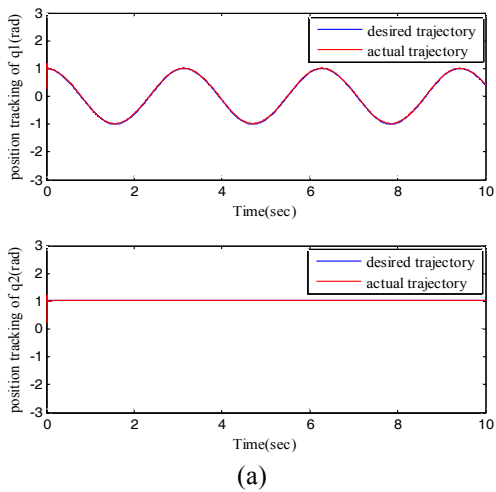 3
2
1
0
-1
-2
-3
position tracking of q1(rad)
desired trajectory
actual trajectory
0 2 4 6 8 10
Time(sec)
3
2
1
0
-1
-2
-3
position tracking of q2(rad)
desired trajectory
actual trajectory
0 2 4 6 8 10
Time(sec)
(a)